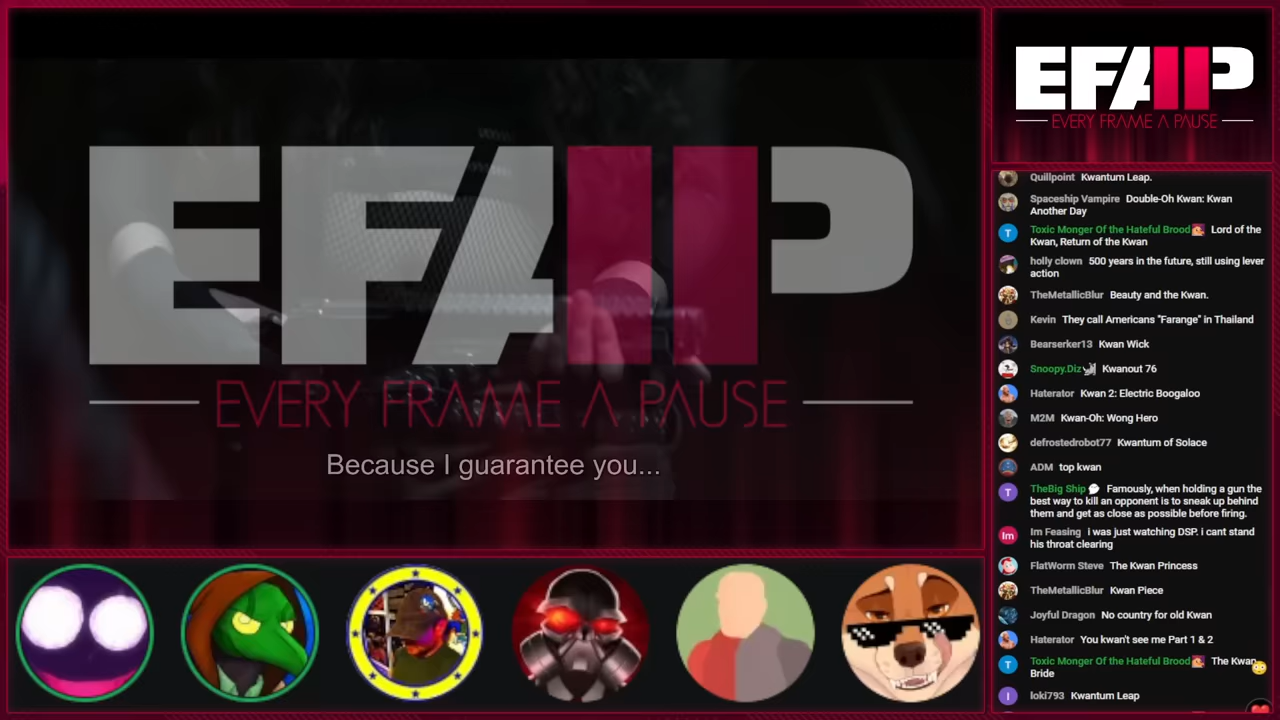 EFAP
EVERY FRAME A PAUSE
Because I guarantee you...
EFAP
EVERY FRAME A PAUSE
Quillpoint Kwantum Leap.
Spaceship Vampire Double-Oh Kwan: Kwan
Another Day
T
Toxic Monger Of the Hateful Brood Lord of the
Kwan, Return of the Kwan
holly clown 500 years in the future, still using lever
action
TheMetallicBlur Beauty and the Kwan.
Kevin They call Americans "Farange" in Thailand
Bearserker13 Kwan Wick
Snoopy.Diz Kwanout 76
Haterator Kwan 2: Electric Boogaloo
M2M Kwan-Oh: Wong Hero
defrostedrobot77 Kwantum of Solace
ADM top kwan
T
TheBig Ship Famously, when holding a gun the
best way to kill an opponent is to sneak up behind
them and get as close as possible before firing.
Im
Im Feasing i was just watching DSP. i cant stand
his throat clearing
FlatWorm Steve The Kwan Princess
TheMetallicBlur Kwan Piece
Joyful Dragon No country for old Kwan
Haterator You kwan't see me Part 1 & 2
T
Toxic Monger Of the Hateful Brood The Kwan
Bride
l
loki793 Kwantum Leap